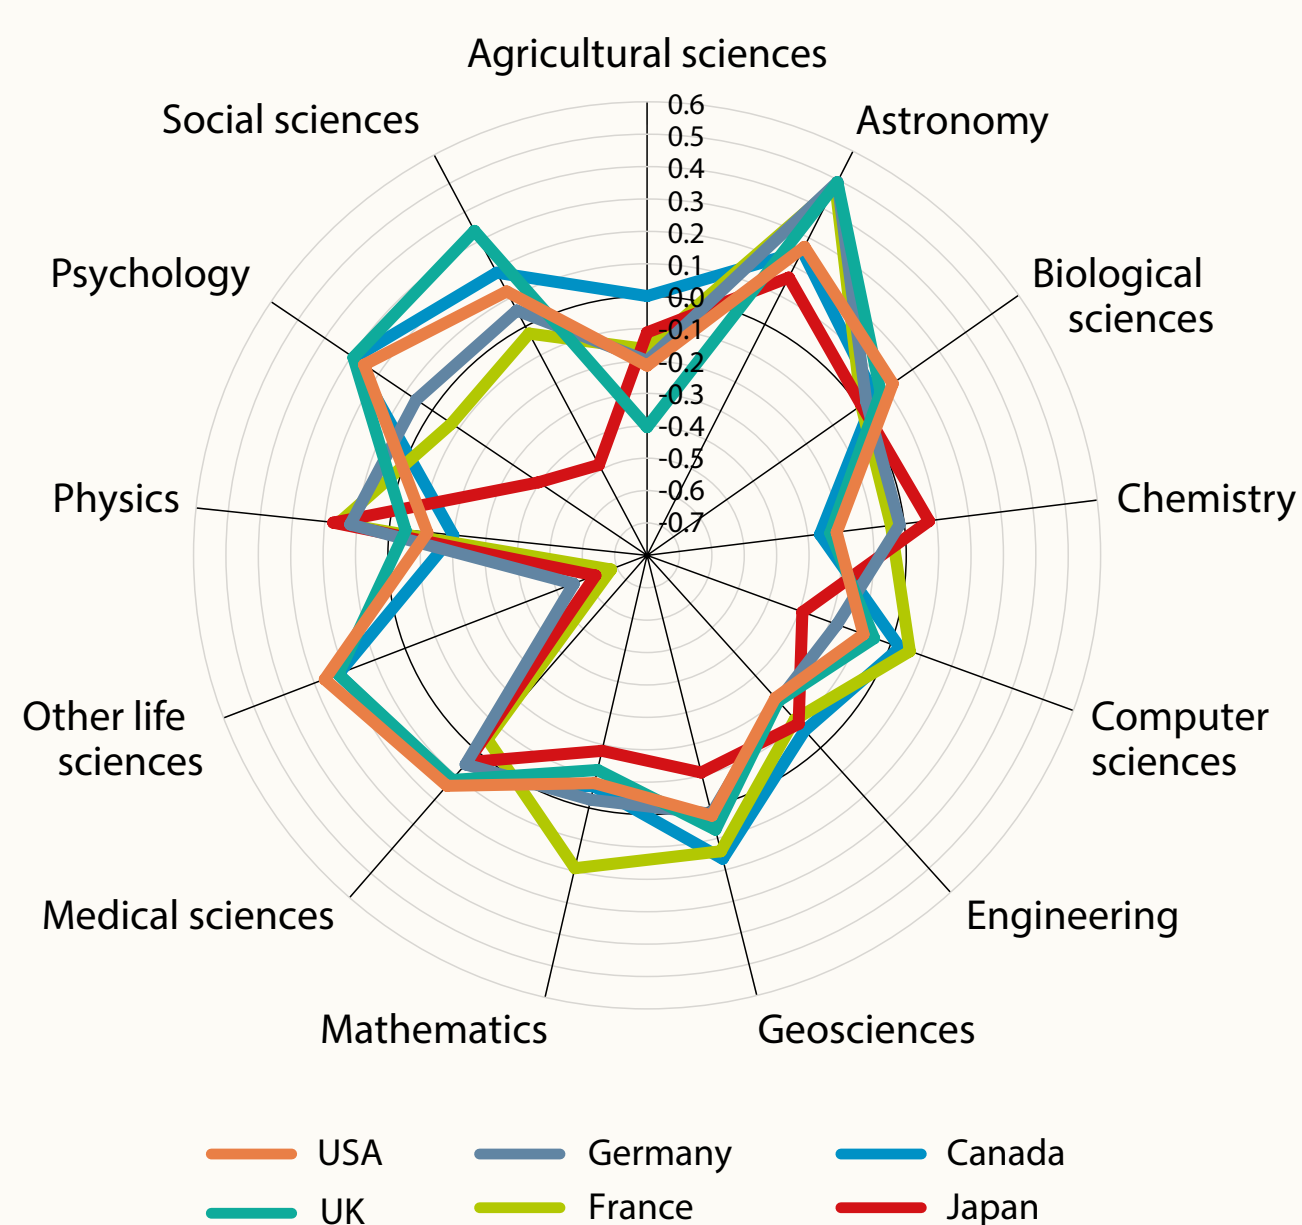 Agricultural sciences
Astronomy
Biological
sciences
Chemistry
Computer
sciences
Engineering
Geosciences
Mathematics
Medical sciences
Other life
sciences
Physics
Psychology
Social sciences
0.6
0.5
0.4
0.3
0.2
0.1
0.0
-0.1
-0.2
-0.3
-0.4
-0.5
-0.6
-0.7
USA
Germany
Canada
UK
France
Japan